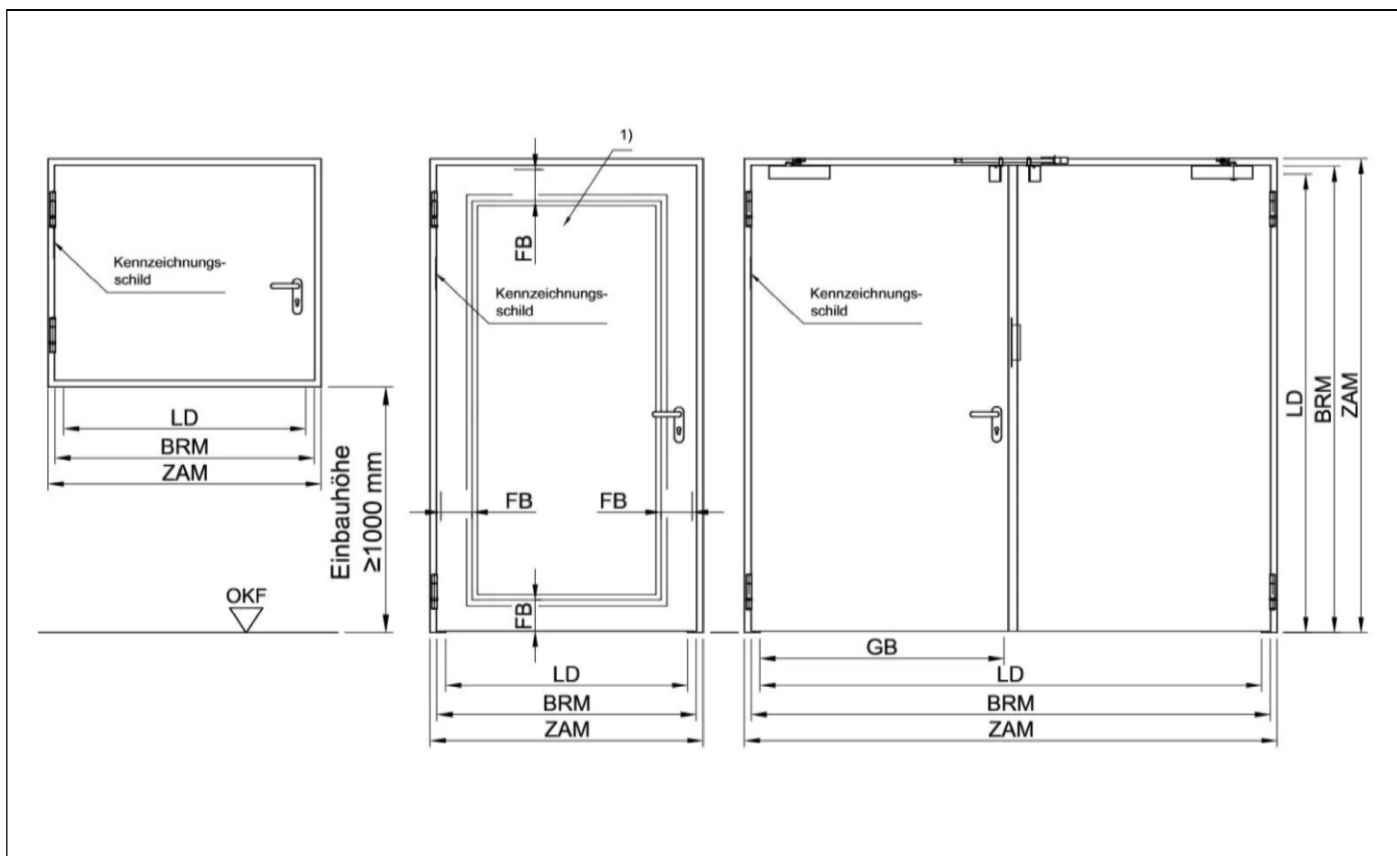 Kennzeichnungs-
schild
LD
BRM
ZAM
Einbauhöhe
≥1000 mm
OKF
1)
FB
Kennzeichnungs-
schild
FB
FB
FB
LD
BRM
ZAM
Kennzeichnungs-
schild
GB
LD
BRM
ZAM
LD
BRM
ZAM